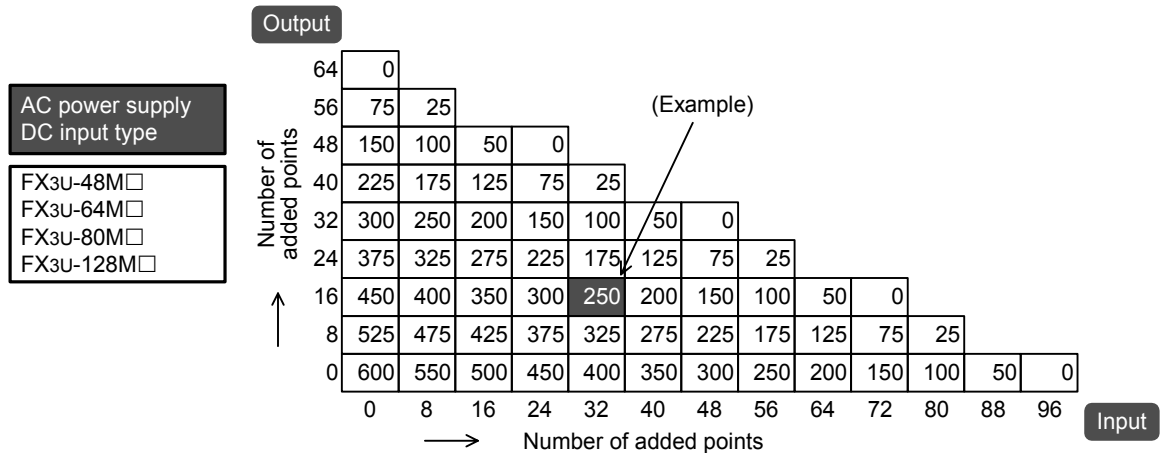 Output
AC power supply
DC input type
FX3U-48M□
FX3U-64M□
FX3U-80M□
FX3U-128M□
Number of
added points
(Example)
64 0
56 75 25
48 150 100 50 0
40 225 175 125 75 25
32 300 250 200 150 100 50 0
24 375 325 275 225 175 125 75 25
16 450 400 350 300 250 200 150 100 50 0
8 525 475 425 375 325 275 225 175 125 75 25
0 600 550 500 450 400 350 300 250 200 150 100 50 0
0 8 16 24 32 40 48 56 64 72 80 88 96
Input
Number of added points